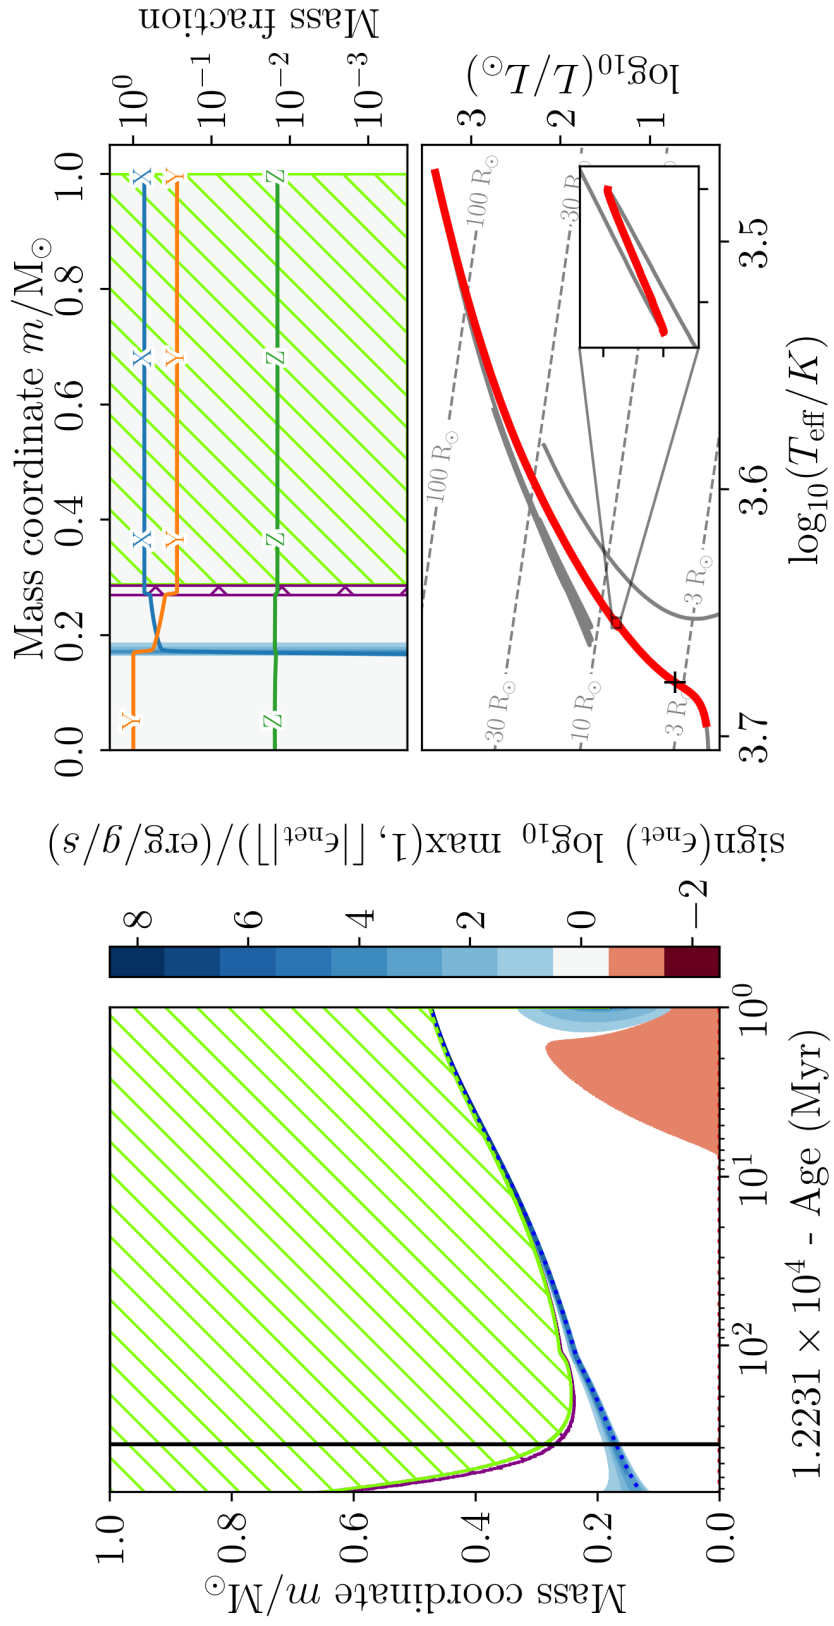 Mass coordinate m/M⊙
1.0
0.8
0.6
0.4
0.2
0.0
10²
10¹
10⁰
1.2231 × 10⁴ - Age (Myr)
8
6
4
2
0
−2
sign(ϵnet) log₁₀ max(1, ⌈|ϵnet|⌉)/(erg/g/s)
Mass coordinate m/M⊙
0.0
0.2
0.4
0.6
0.8
1.0
Y
X
X
X
Y
Y
Y
Z
Z
Z
Z
10⁰
10⁻¹
10⁻²
10⁻³
Mass fraction
30 R⊙
100 R⊙
100 R⊙
10 R⊙
30 R
3 R
3 R⊙
3
2
1
log₁₀(L/L⊙)
3.7
3.6
3.5
log₁₀(Teff/K)